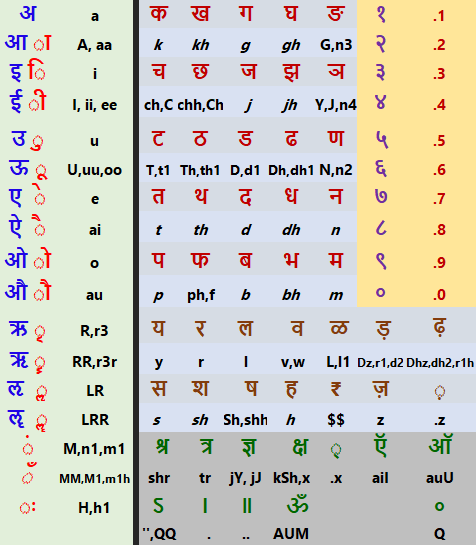 अ a क ख ग घ ङ १ .1
आ ा A, aa k kh g gh G,n3 २ .2
इ ि i च छ ज झ ञ ३ .3
ई ी I, ii, ee ch,C chh,Ch j jh Y,J,n4 ४ .4
उ ु u ट ठ ड ढ ण ५ .5
ऊ ू U,uu,oo T,t1 Th,th1 D,d1 Dh,dh1 N,n2 ६ .6
ए े e त थ द ध न ७ .7
ऐ ै ai t th d dh n ८ .8
ओ ो o प फ ब भ म ९ .9
औ ौ au p ph,f b bh m ० .0
ऋ ृ R,r3 य र ल व ळ ड़ ढ़
ॠ ॄ RR,r3r y r l v,w L,l1 Dz,r1,d2 Dhz,dh2,r1h
ऌ ॢ LR स श ष ह ₹ ज़ ़
ॡ ॣ LRR s sh Sh,shh h $$ z .z
ं M,n1,m1 श्र त्र ज्ञ क्ष ृ ऍ ऑ
ँ MM,M1,m1h shr tr jY, jJ kSh,x .x aiI auU
ः H,h1 ऽ । ॥ ॐ ॰
'',QQ . .. AUM Q